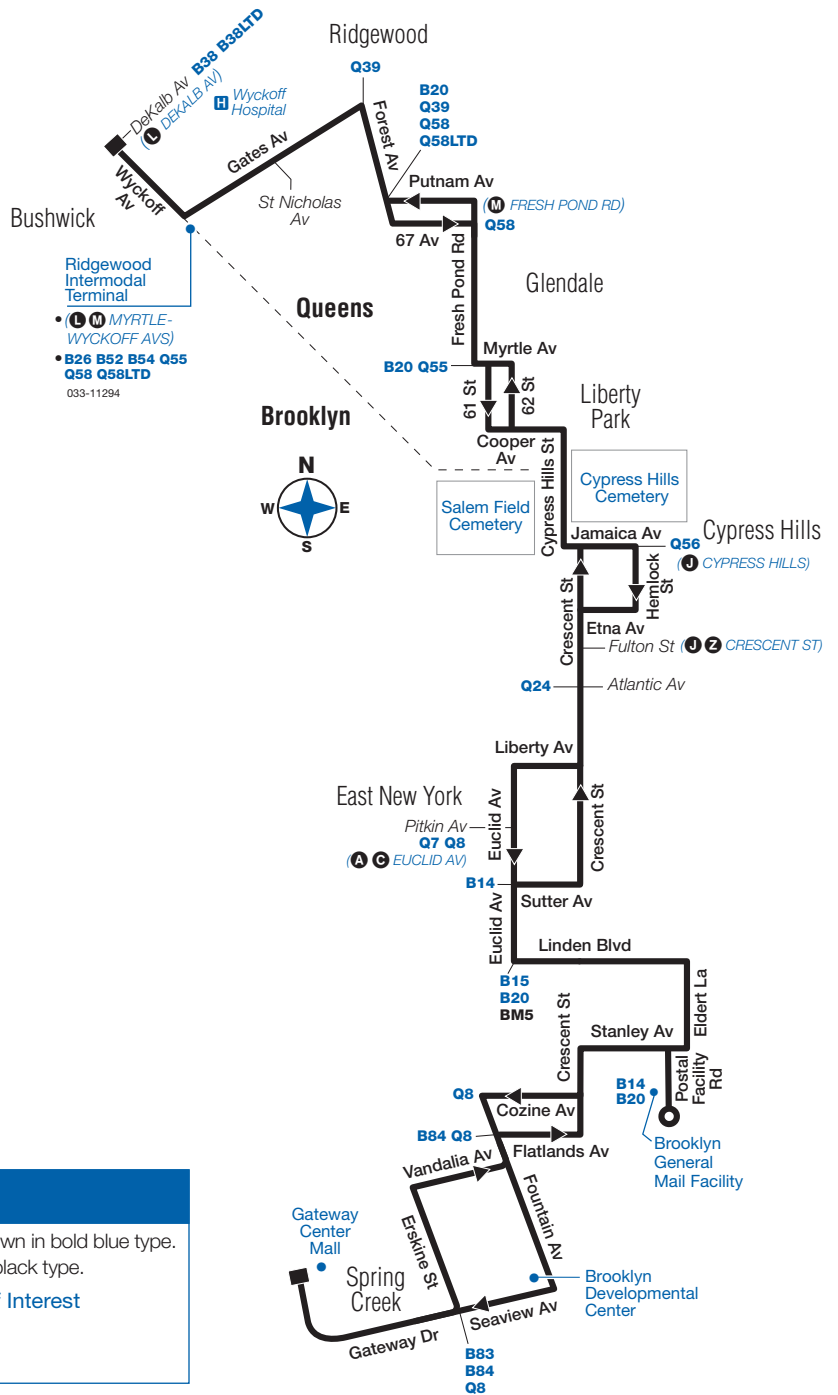 Ridgewood
DeKalb Av B38 B38LTD
(L DEKALB AV)
H Wyckoff
Hospital
Q39
B20
Q39
Q58
Q58LTD
Forest Av
Gates Av
Wyckoff
Av
St Nicholas
Av
Putnam Av
(M FRESH POND RD)
Q58
67 Av
Bushwick
Ridgewood
Intermodal
Terminal
• (L M MYRTLE-
WYCKOFF AVS)
• B26 B52 B54 Q55
Q58 Q58LTD
033-11294
Fresh Pond Rd
Glendale
Queens
Myrtle Av
B20 Q55
61 St
62 St
Liberty
Park
Brooklyn
Cooper
Av
N
W
E
S
Cypress Hills St
Salem Field
Cemetery
Cypress Hills
Cemetery
Jamaica Av
Cypress Hills
Q56
(J CYPRESS HILLS)
Hemlock
St
Crescent St
Etna Av
Fulton St (J Z CRESCENT ST)
Q24
Atlantic Av
Liberty Av
East New York
Euclid Av
Crescent St
Pitkin Av
Q7 Q8
(A C EUCLID AV)
B14
Sutter Av
Euclid Av
Linden Blvd
B15
B20
BM5
Eldert La
Crescent St
Stanley Av
Postal
Facility
Rd
B14
B20
Q8
Cozine Av
B84 Q8
Flatlands Av
Brooklyn
General
Mail Facility
Vandalia Av
Fountain Av
Erskine St
Gateway
Center
Mall
Spring
Creek
Brooklyn
Developmental
Center
Seaview Av
Gateway Dr
B83
B84
Q8
wn in bold blue type.
black type.
Interest